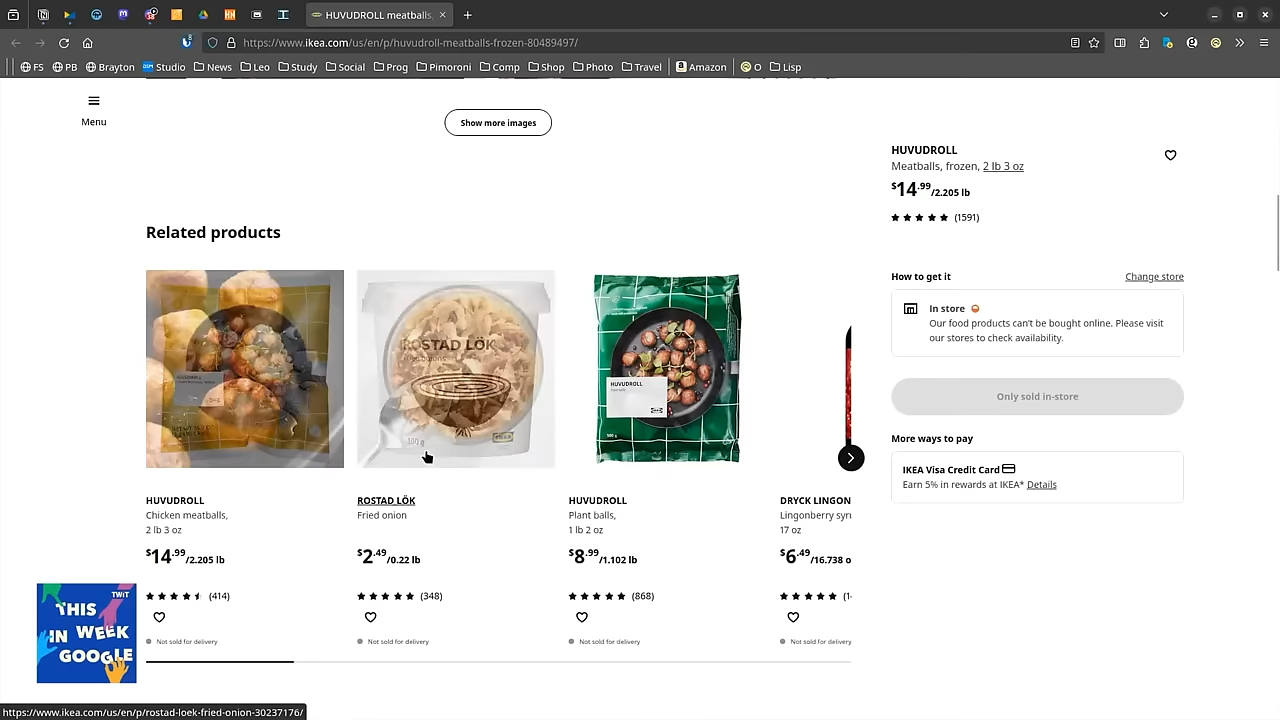 HUVUDROLL meatballs,
https://www.ikea.com/us/en/p/huvudroll-meatballs-frozen-80489497/
FS PB Brayton Studio News Leo Study Social Prog Pimoroni Comp Shop Photo Travel Amazon O Lisp
Menu
Show more images
HUVUDROLL
Meatballs, frozen, 2 lb 3 oz
$14.99/2.205 lb
(1591)
How to get it
Change store
In store
Our food products can't be bought online. Please visit
our stores to check availability.
Only sold in-store
More ways to pay
IKEA Visa Credit Card
Earn 5% in rewards at IKEA* Details
Related products
ROSTAD LÖK
100 g
HUVUDROLL
IKEA
HUVUDROLL
Chicken meatballs,
2 lb 3 oz
$14.99/2.205 lb
(414)
Not sold for delivery
ROSTAD LÖK
Fried onion
$2.49/0.22 lb
(348)
Not sold for delivery
HUVUDROLL
Plant balls,
1 lb 2 oz
$8.99/1.102 lb
(868)
Not sold for delivery
DRYCK LINGON
Lingonberry syru
17 oz
$6.49/16.738 o
Not sold for delivery
TWiT
THIS
IN WEEK
GOOGLE
https://www.ikea.com/us/en/p/rostad-loek-fried-onion-30237176/